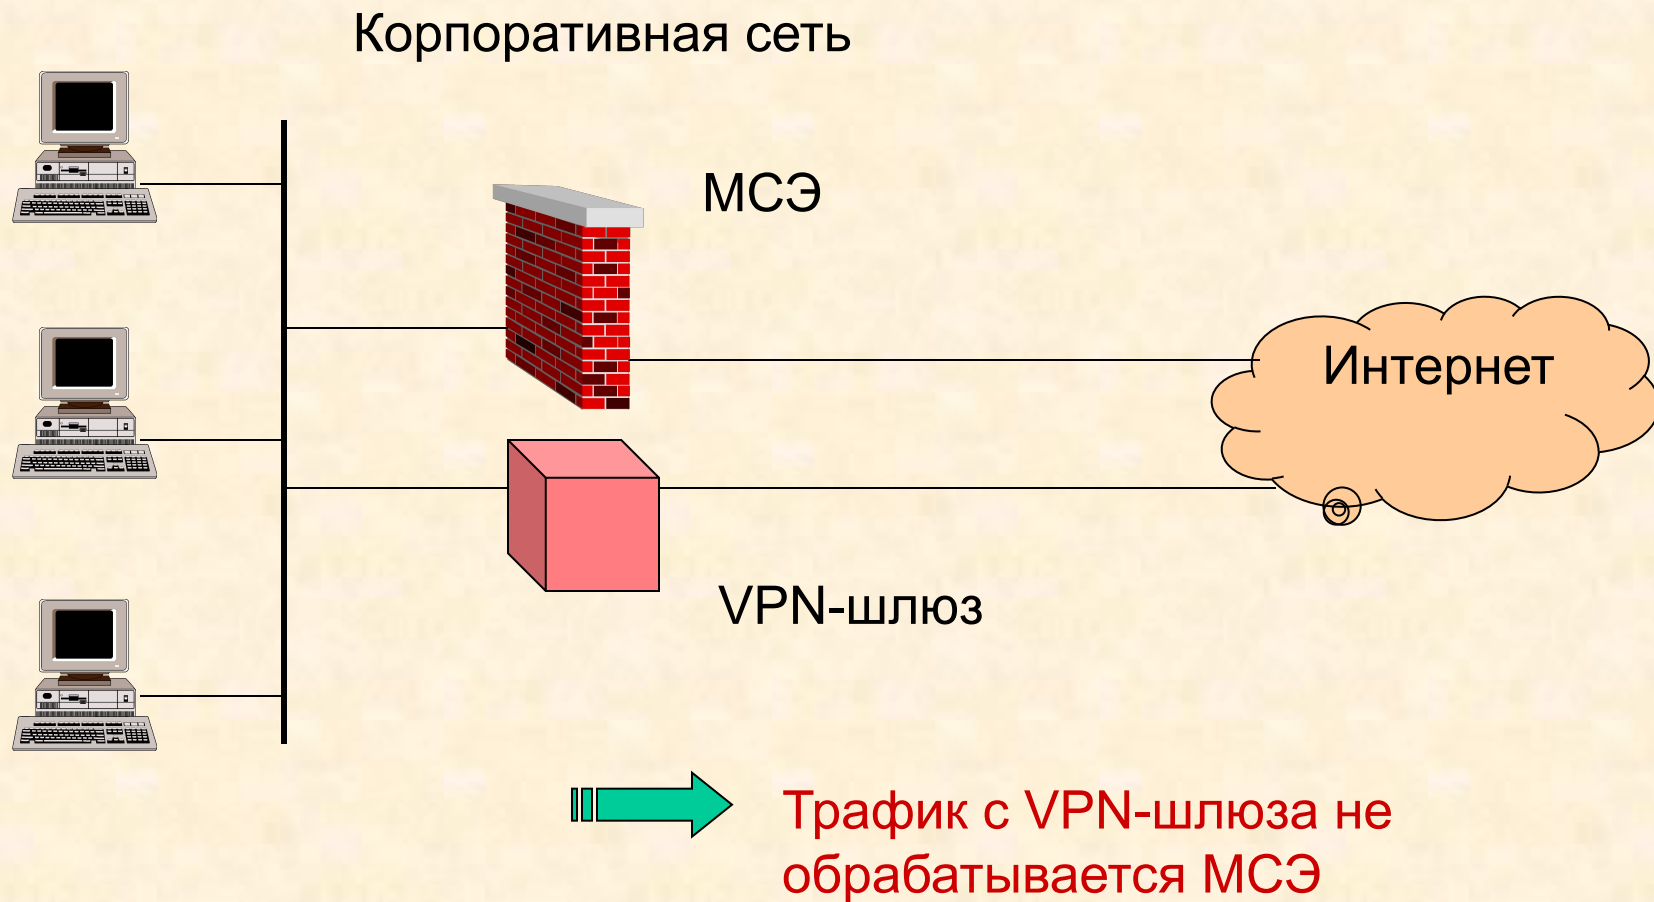 Корпоративная сеть
МСЭ
Интернет
VPN-шлюз
Трафик с VPN-шлюза не
обрабатывается МСЭ